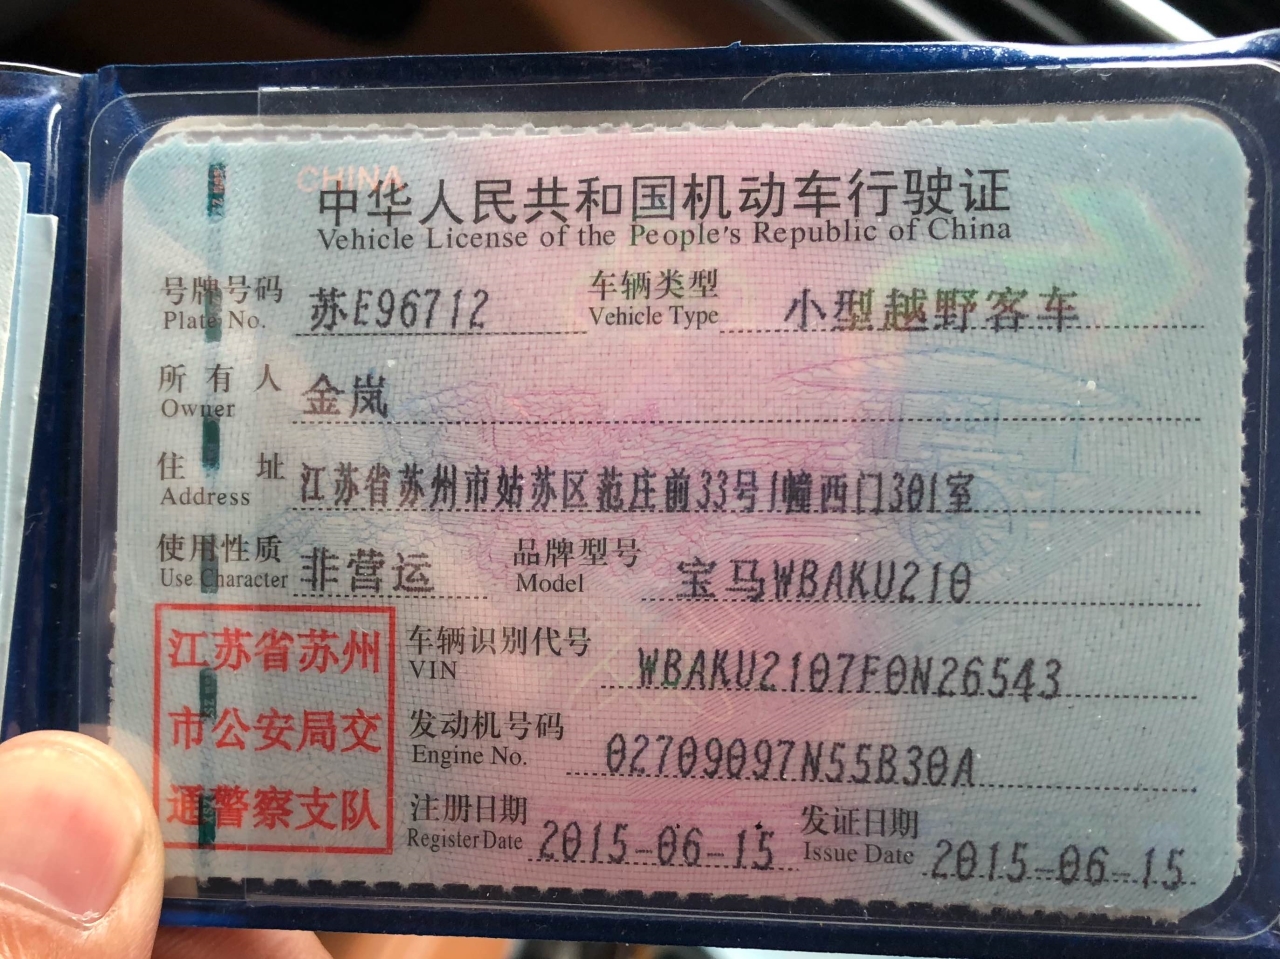 CHINA
中华人民共和国机动车行驶证
Vehicle License of the People's Republic of China
号牌号码 苏E96712 车辆类型 小型越野客车
Plate No. Vehicle Type
所有人 金岚
Owner
住址 江苏省苏州市姑苏区范庄前33号1幢西门301室
Address
使用性质 非营运 品牌型号 宝马WBAKU210
Use Character Model
江苏省苏州
市公安局交
通警察支队
车辆识别代号 WBAKU2107F0N26543
VIN
发动机号码 02709097N55B30A
Engine No.
注册日期 2015-06-15 发证日期 2015-06-15
Register Date Issue Date